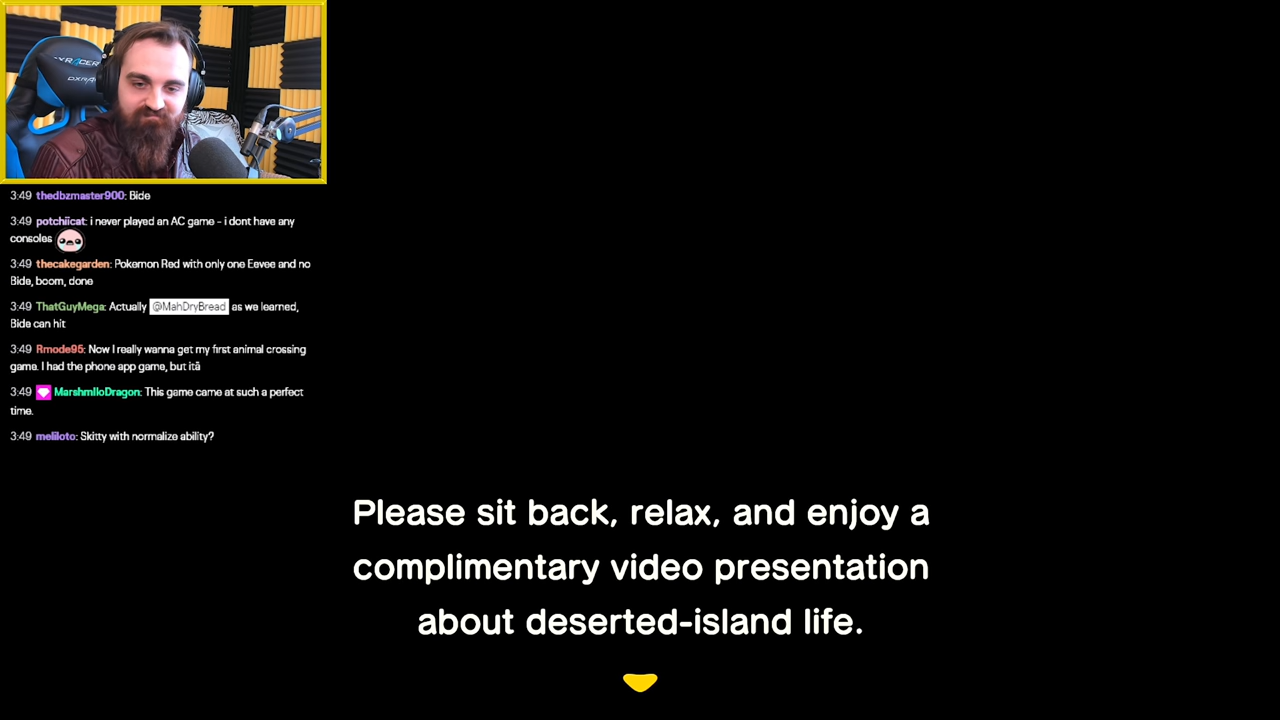 DXRACER
DXRA
3:49 thedbzmaster900: Bide
3:49 potchiicat: i never played an AC game - i dont have any
consoles
3:49 thecakegarden: Pokemon Red with only one Eevee and no
Bide, boom, done
3:49 ThatGuyMega: Actually @MahDryBread as we learned,
Bide can hit
3:49 Rmode95: Now I really wanna get my first animal crossing
game. I had the phone app game, but itâ
3:49 MarshmlloDragon: This game came at such a perfect
time.
3:49 meliloto: Skitty with normalize ability?
Please sit back, relax, and enjoy a
complimentary video presentation
about deserted-island life.